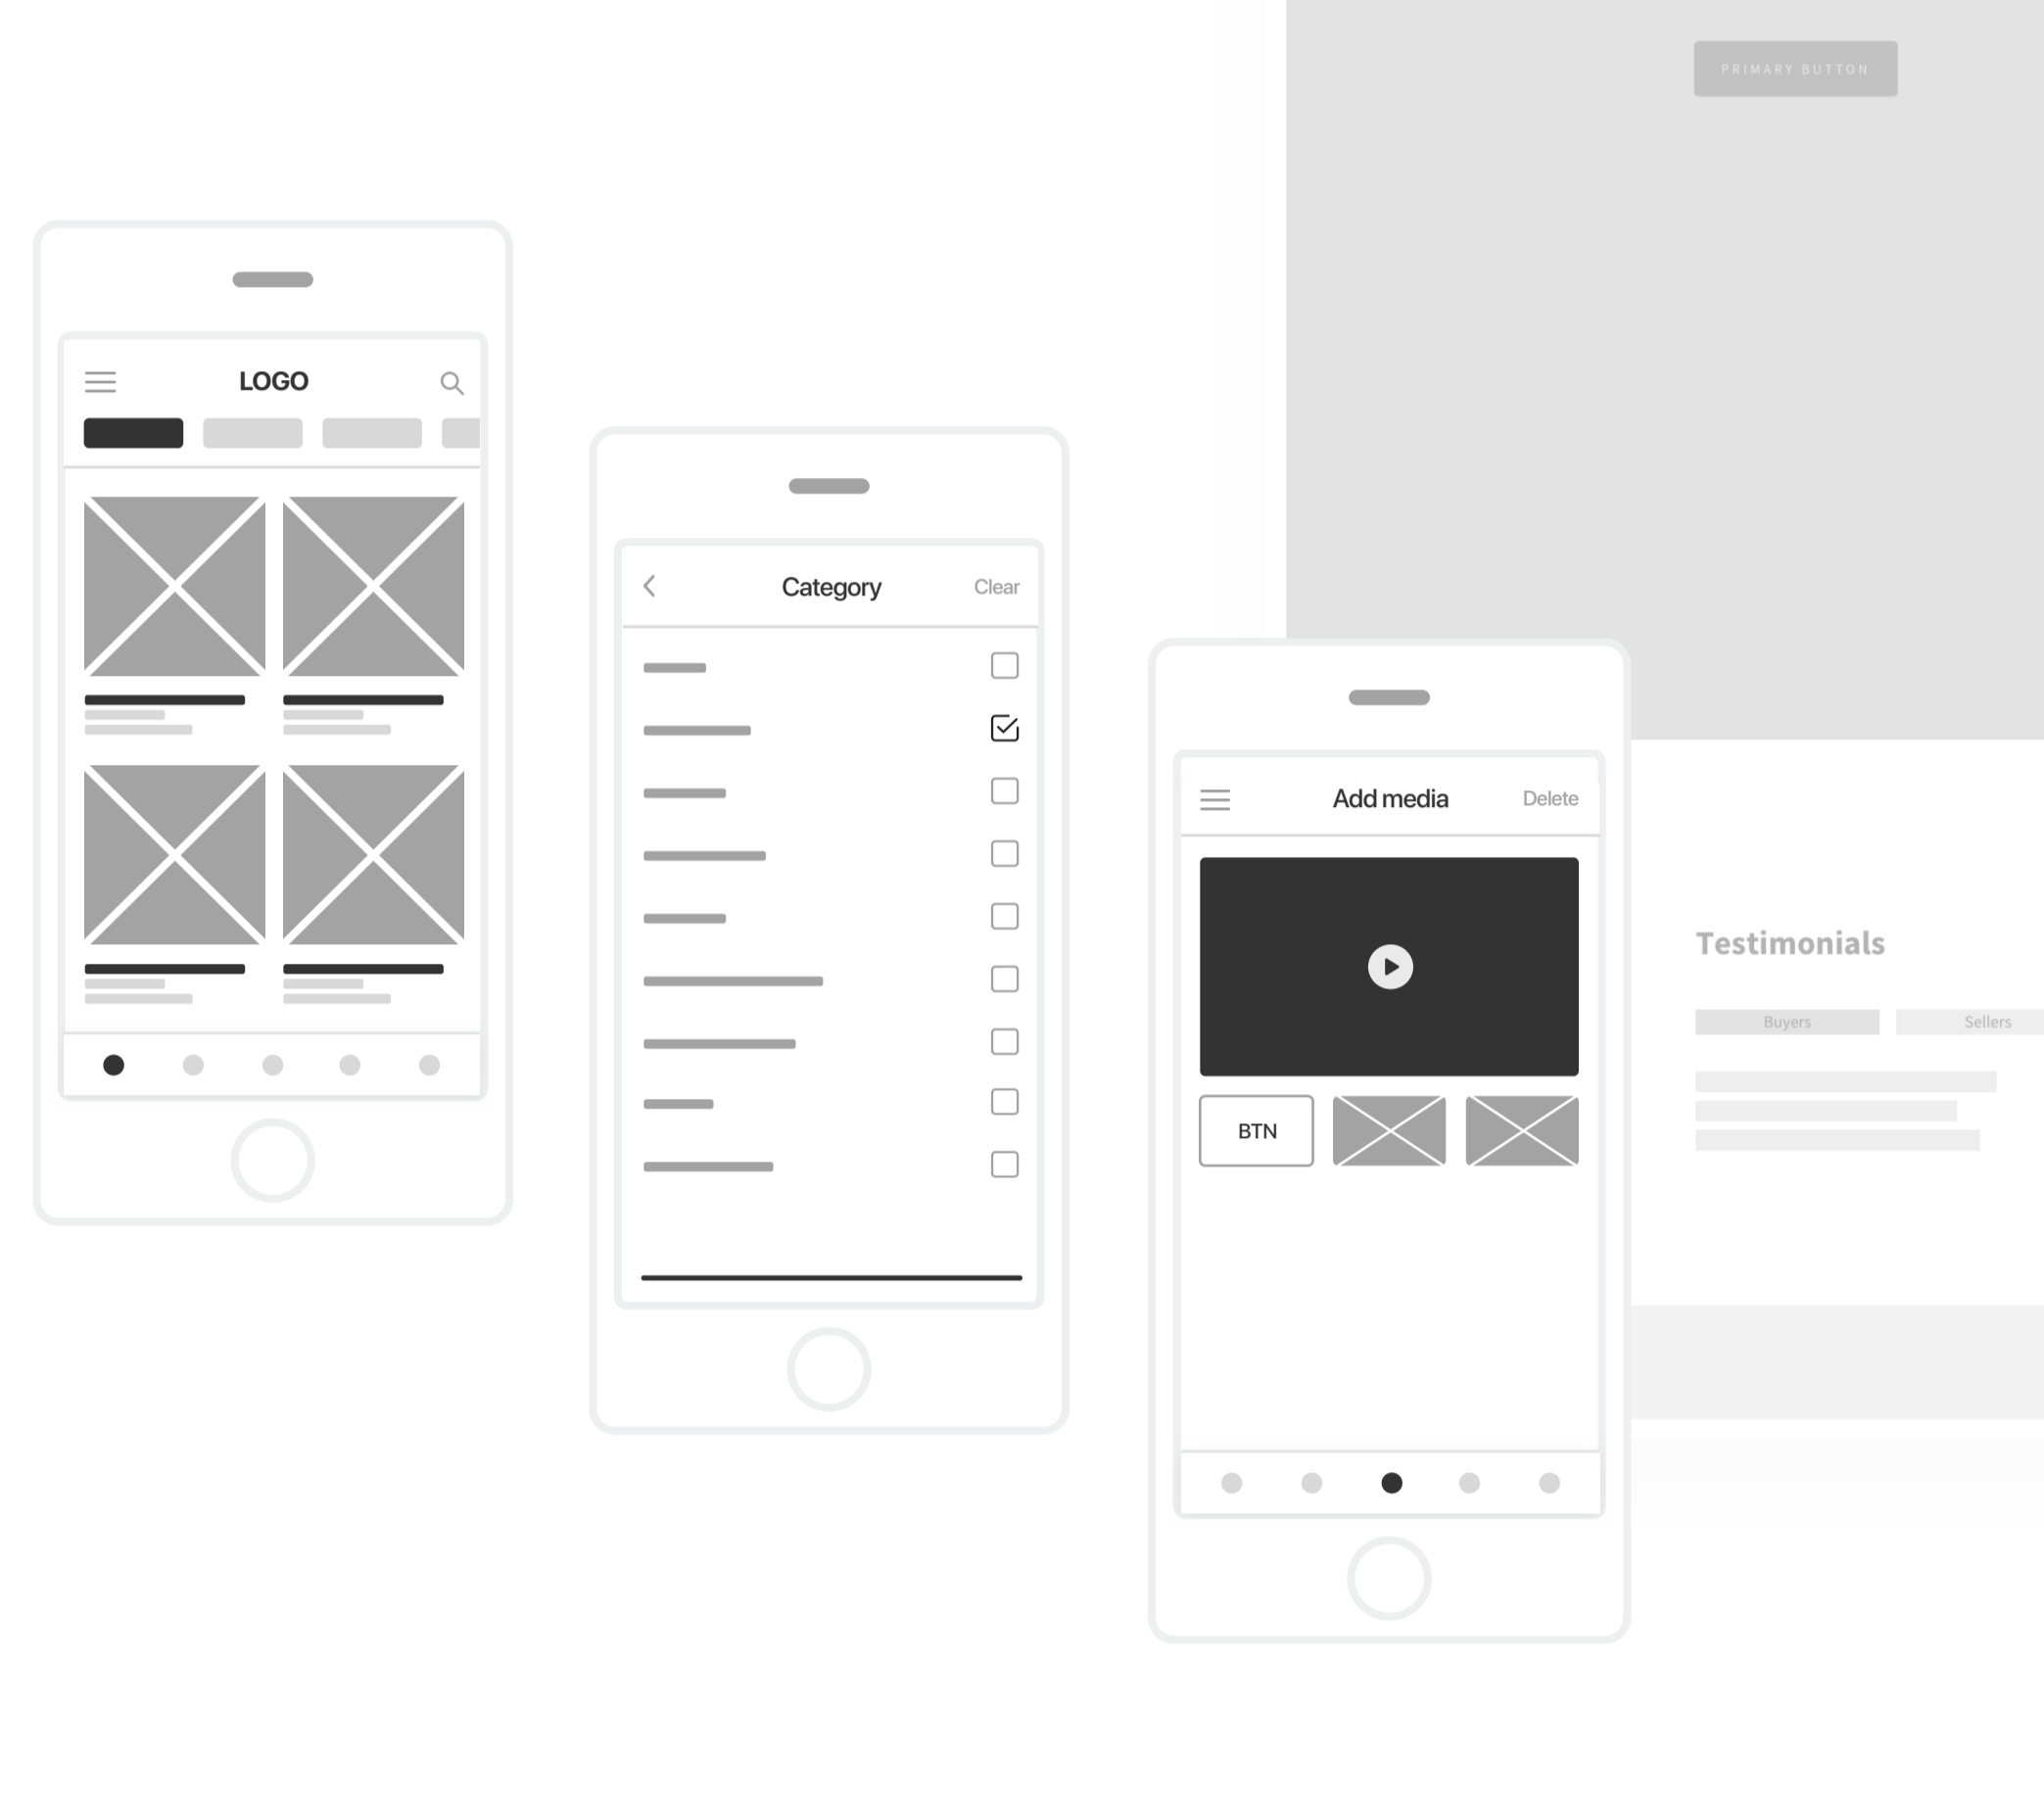 PRIMARY BUTTON
LOGO
Category
Clear
Add media
Delete
BTN
Testimonials
Buyers
Sellers